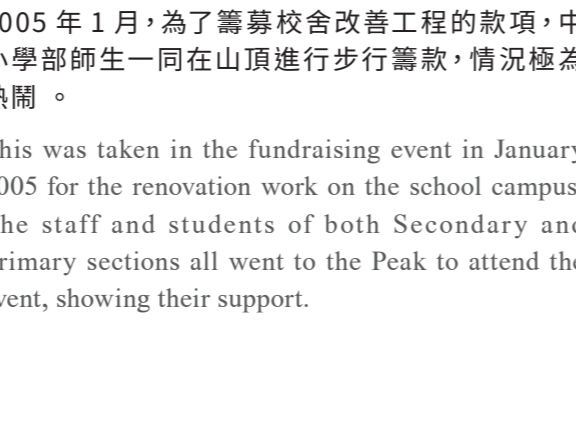 005 年 1 月，為了籌募校舍改善工程的款項，中
小學部師生一同在山頂進行步行籌款，情況極為
熱鬧 。
his was taken in the fundraising event in January
005 for the renovation work on the school campus
he staff and students of both Secondary and
rimary sections all went to the Peak to attend the
vent, showing their support.